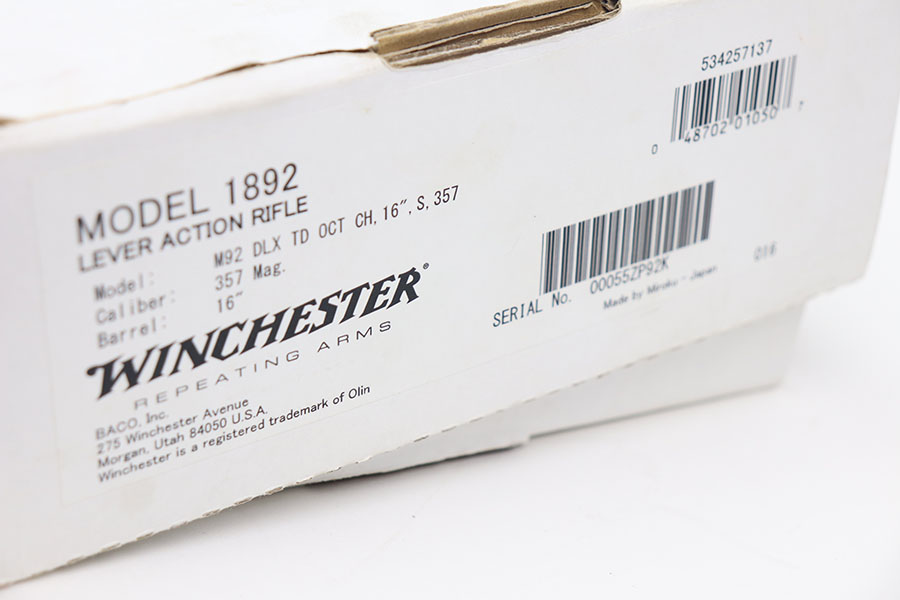 534257137
0 48702 01050 7
MODEL 1892
LEVER ACTION RIFLE
Model: M92 DLX TD OCT CH, 16", S, 357
Caliber: 357 Mag.
Barrel: 16"
WINCHESTER®
REPEATING ARMS
BACO, Inc.
275 Winchester Avenue
Morgan, Utah 84050 U.S.A.
Winchester is a registered trademark of Olin
SERIAL No. 00055ZP92K
Made by Miroku - Japan
016